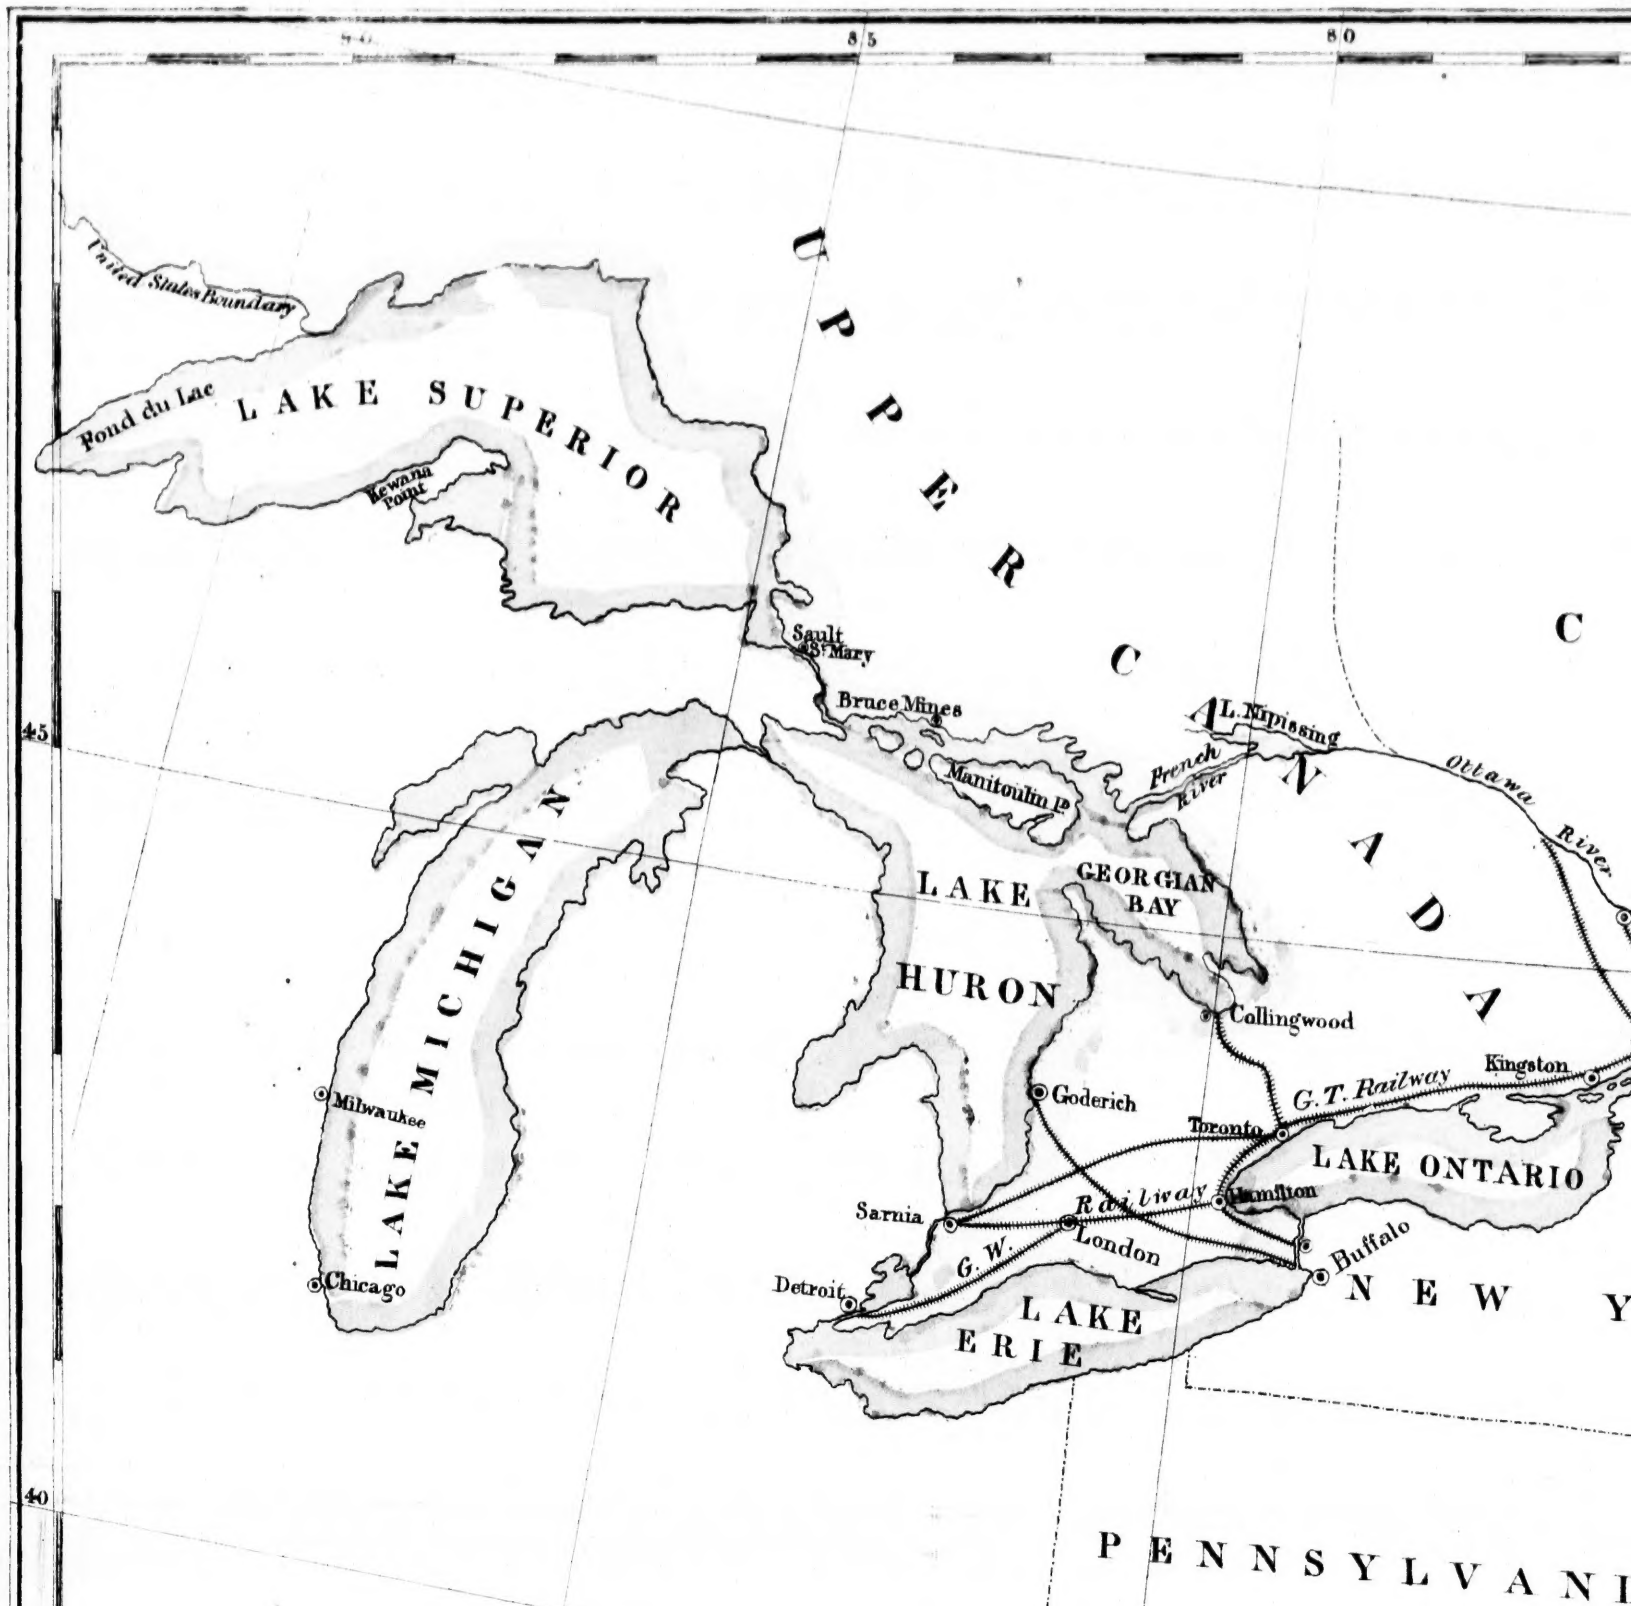 90
85
80
United States Boundary
UPPER CANADA
C
Fond du Lac
LAKE SUPERIOR
Kewana
Point
Sault
St. Mary
Bruce Mines
L. Nipissing
French
River
Ottawa River
45
Manitoulin Is.
LAKE MICHIGAN
LAKE
HURON
GEORGIAN
BAY
Collingwood
Kingston
Milwaukee
Goderich
G.T. Railway
Toronto
LAKE ONTARIO
Sarnia
G. W. Railway
Hamilton
London
Buffalo
Chicago
Detroit
LAKE
ERIE
NEW Y
40
PENNSYLVANI